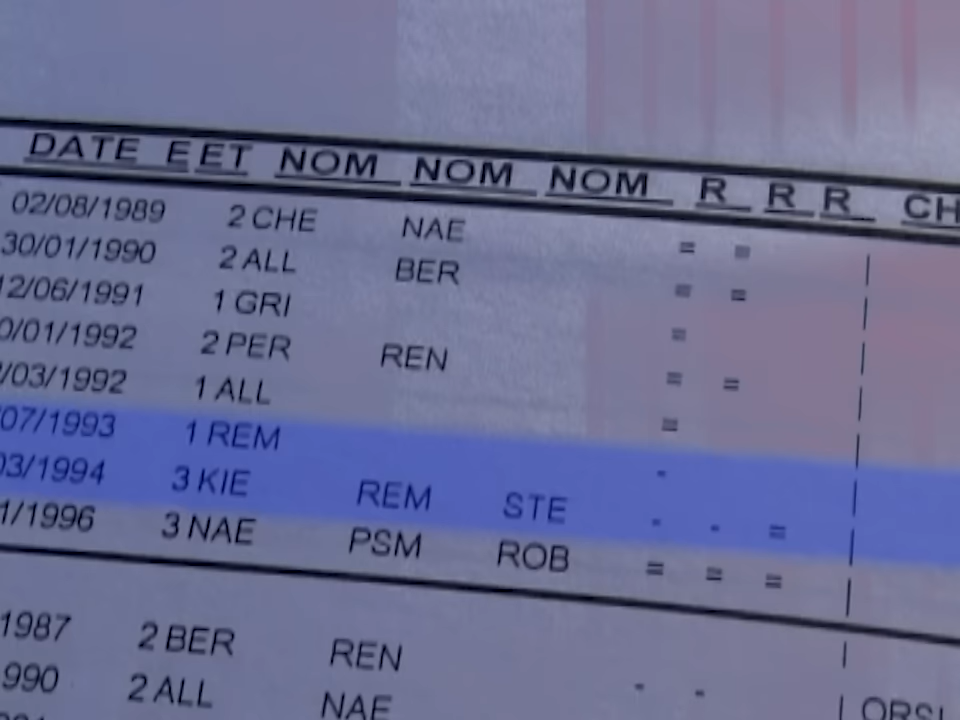 DATE EET NOM NOM NOM R R R CH
02/08/1989 2 CHE NAE = =
30/01/1990 2 ALL BER = =
12/06/1991 1 GRI =
0/01/1992 2 PER REN = =
/03/1992 1 ALL =
07/1993 1 REM -
03/1994 3 KIE REM STE - - =
1/1996 3 NAE PSM ROB = = =
1987 2 BER REN - -
990 2 ALL NAE